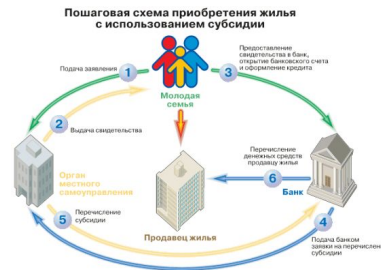 Пошаговая схема приобретения жилья
с использованием субсидии
Подача заявления
1
Молодая
семья
3
Предоставление
свидетельства в банк,
открытие банковского счета
и оформление кредита
2
Выдача свидетельства
Орган
местного
самоуправления
Перечисление
денежных средств
продавцу жилья
6
Банк
5
Перечисление
субсидии
Продавец жилья
4
Подача банком
заявки на перечислен
субсидии